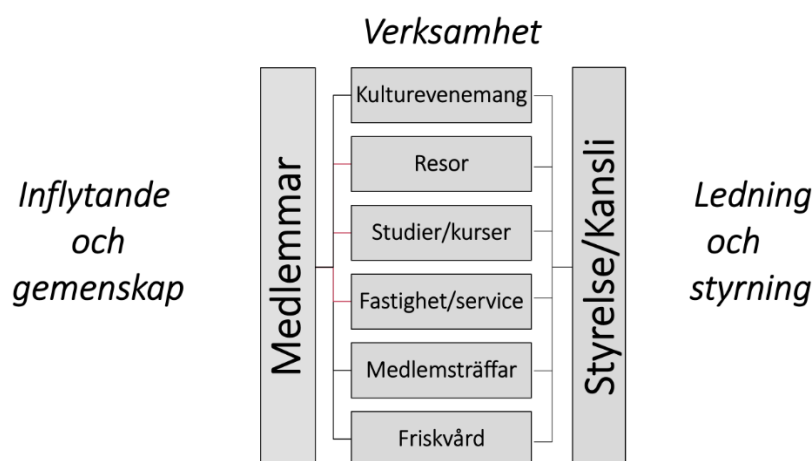 Verksamhet
Inflytande
och
gemenskap
Medlemmar
Kulturevenemang
Resor
Studier/kurser
Fastighet/service
Medlemsträffar
Friskvård
Styrelse/Kansli
Ledning
och
styrning